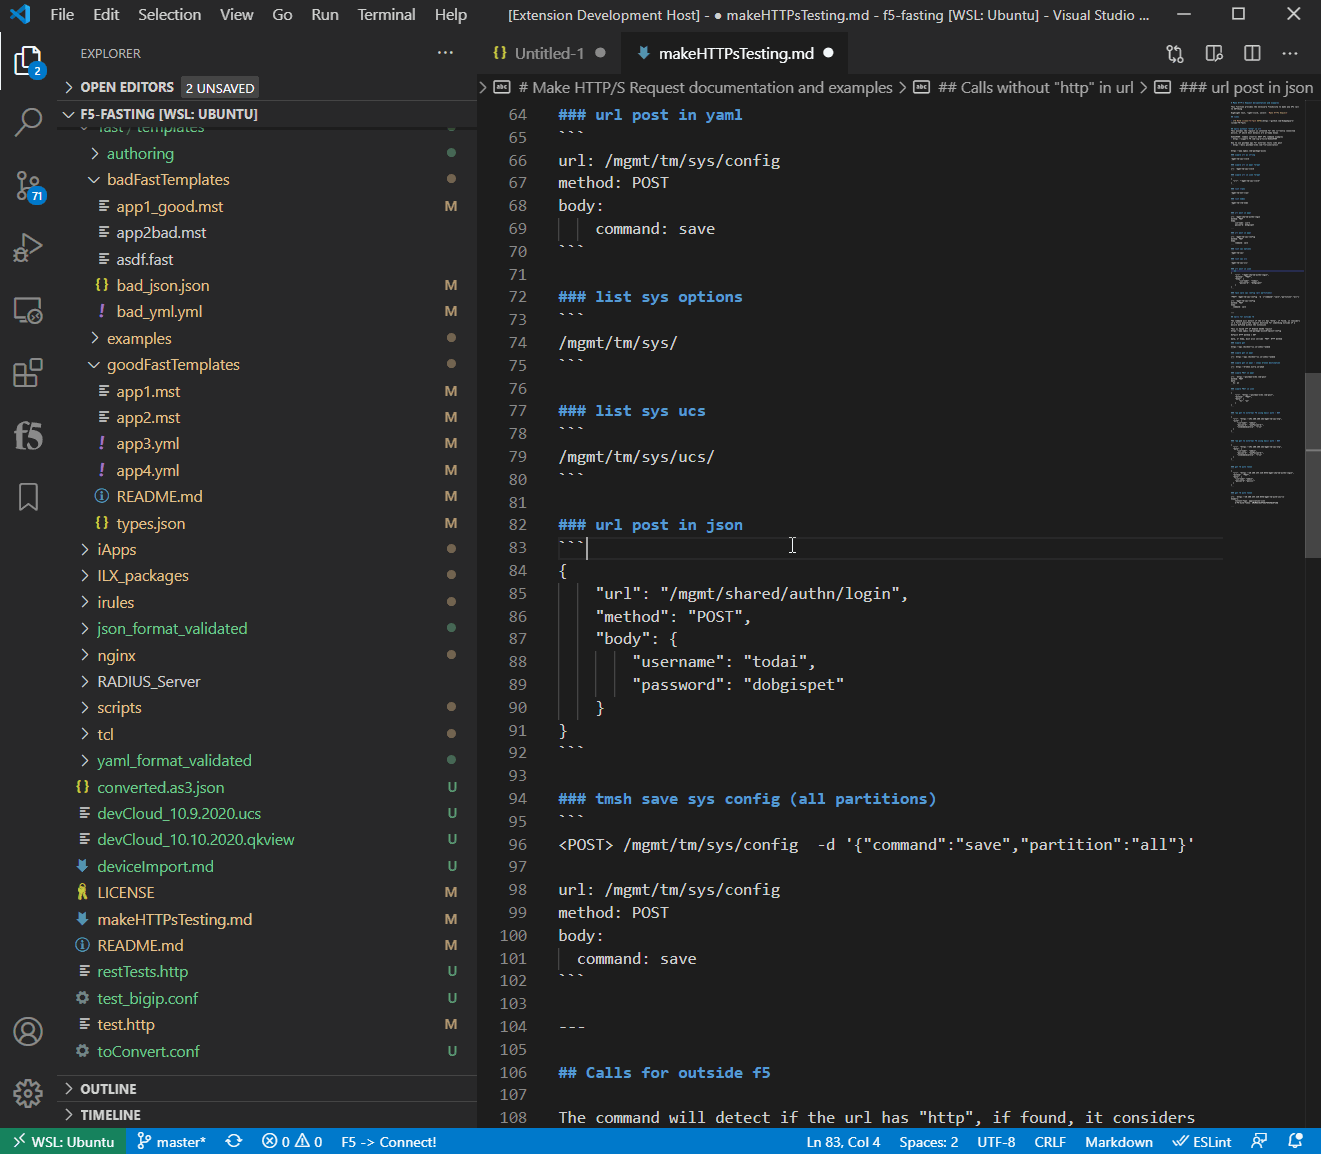 File Edit Selection View Go Run Terminal Help [Extension Development Host] - ● makeHTTPsTesting.md - f5-fasting [WSL: Ubuntu] - Visual Studio ...
EXPLORER ···
{} Untitled-1 ●
makeHTTPsTesting.md ●
OPEN EDITORS 2 UNSAVED
# Make HTTP/S Request documentation and examples > ## Calls without "http" in url > ### url post in json
F5-FASTING [WSL: UBUNTU]
fast / templates
authoring
badFastTemplates
app1_good.mst M
app2bad.mst
asdf.fast
{} bad_json.json M
! bad_yml.yml M
examples
goodFastTemplates
app1.mst M
app2.mst M
! app3.yml M
! app4.yml M
README.md M
{} types.json M
iApps
ILX_packages
irules
json_format_validated
nginx
RADIUS_Server
scripts
tcl
yaml_format_validated
{} converted.as3.json U
devCloud_10.9.2020.ucs U
devCloud_10.10.2020.qkview U
deviceImport.md U
LICENSE M
makeHTTPsTesting.md M
README.md M
restTests.http U
test_bigip.conf U
test.http M
toConvert.conf U
OUTLINE
TIMELINE
2
71
f5
64 ### url post in yaml
65 ```
66 url: /mgmt/tm/sys/config
67 method: POST
68 body:
69     command: save
70 ```
71
72 ### list sys options
73 ```
74 /mgmt/tm/sys/
75 ```
76
77 ### list sys ucs
78 ```
79 /mgmt/tm/sys/ucs/
80 ```
81
82 ### url post in json
83 ```
84 {
85     "url": "/mgmt/shared/authn/login",
86     "method": "POST",
87     "body": {
88         "username": "todai",
89         "password": "dobgispet"
90     }
91 }
92 ```
93
94 ### tmsh save sys config (all partitions)
95 ```
96 <POST> /mgmt/tm/sys/config  -d '{"command":"save","partition":"all"}'
97
98 url: /mgmt/tm/sys/config
99 method: POST
100 body:
101   command: save
102 ```
103
104 ---
105
106 ## Calls for outside f5
107
108 The command will detect if the url has "http", if found, it considers
WSL: Ubuntu master* 0 0 F5 -> Connect! Ln 83, Col 4 Spaces: 2 UTF-8 CRLF Markdown ESLint